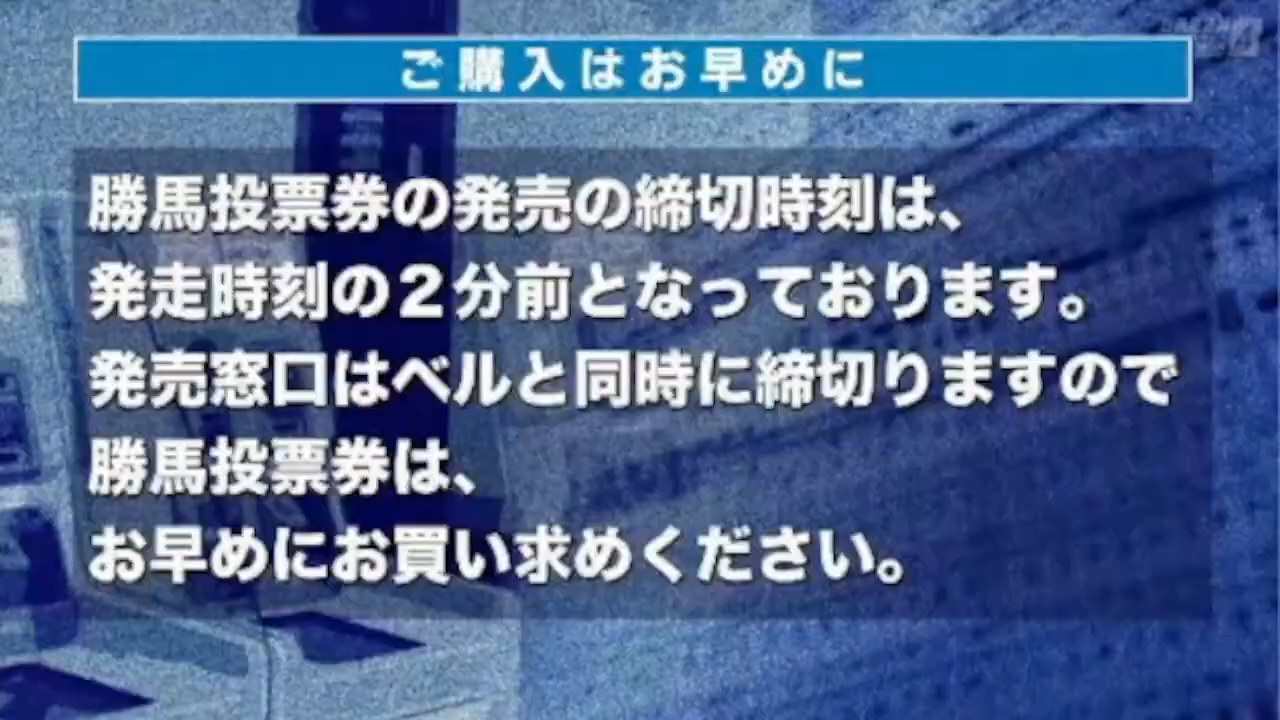 ご購入はお早めに
勝馬投票券の発売の締切時刻は、
発走時刻の２分前となっております。
発売窓口はベルと同時に締切りますので
勝馬投票券は、
お早めにお買い求めください。